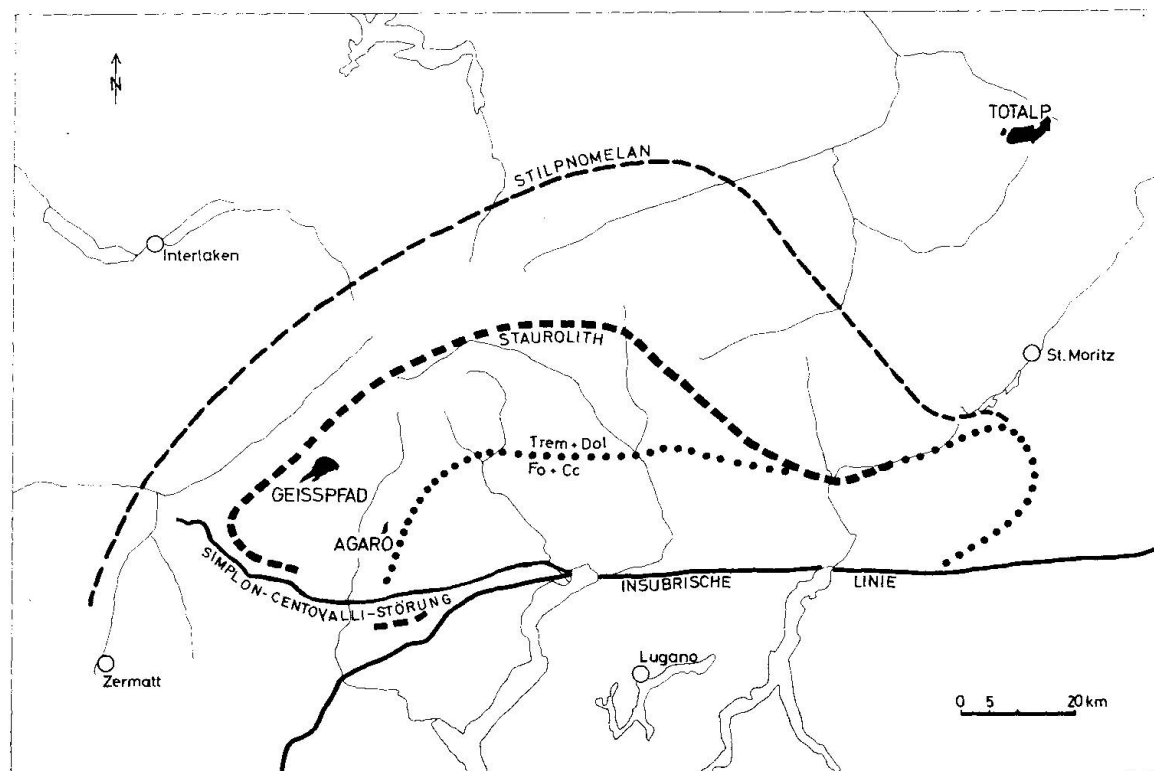 N
TOTALP
STILPNOMELAN
Interlaken
STAUROLITH
St. Moritz
Trem + Dol
Fo + Cc
GEISSPFAD
AGARO
SIMPLON-CENTOVALLI-STÖRUNG
INSUBRISCHE LINIE
Zermatt
Lugano
0 5 20 km